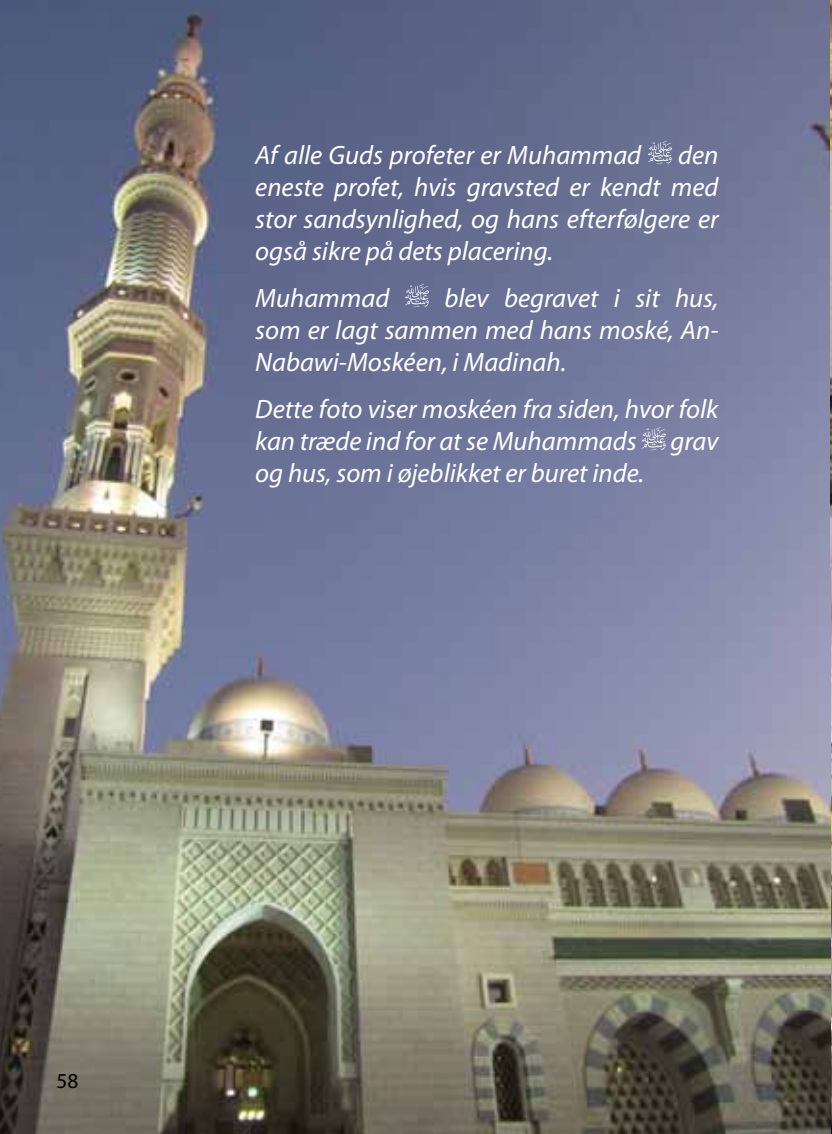 Af alle Guds profeter er Muhammad ﷺ den
eneste profet, hvis gravsted er kendt med
stor sandsynlighed, og hans efterfølgere er
også sikre på dets placering.
Muhammad ﷺ blev begravet i sit hus,
som er lagt sammen med hans moské, An-
Nabawi-Moskéen, i Madinah.
Dette foto viser moskéen fra siden, hvor folk
kan træde ind for at se Muhammads ﷺ grav
og hus, som i øjeblikket er buret inde.
58